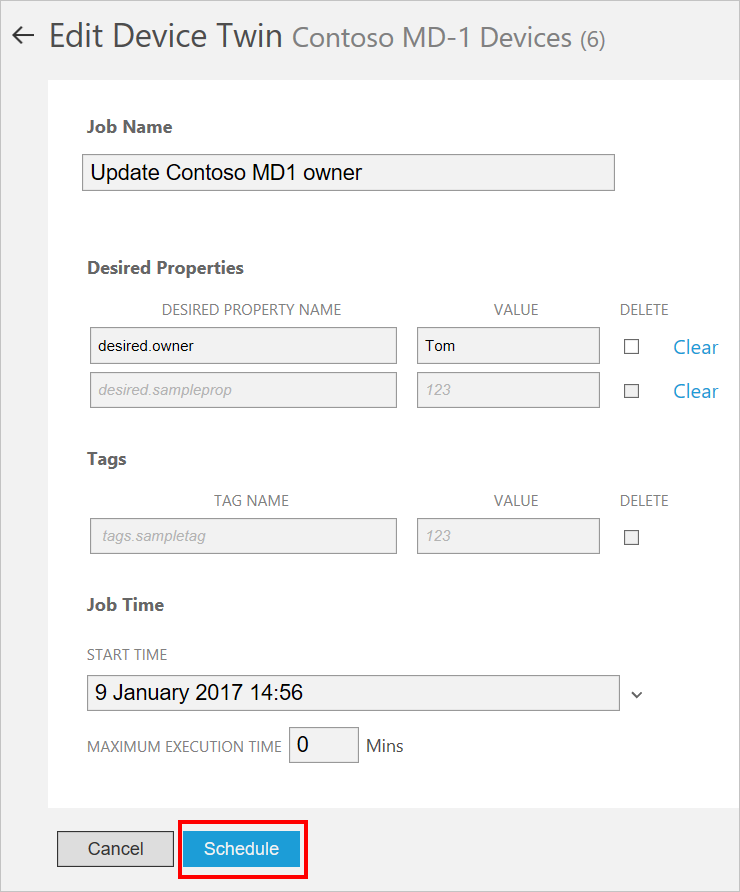 Edit Device Twin Contoso MD-1 Devices (6)
Job Name
Update Contoso MD1 owner
Desired Properties
DESIRED PROPERTY NAME VALUE DELETE
desired.owner Tom Clear
desired.sampleprop 123 Clear
Tags
TAG NAME VALUE DELETE
tags.sampletag 123
Job Time
START TIME
9 January 2017 14:56
MAXIMUM EXECUTION TIME 0 Mins
Cancel Schedule